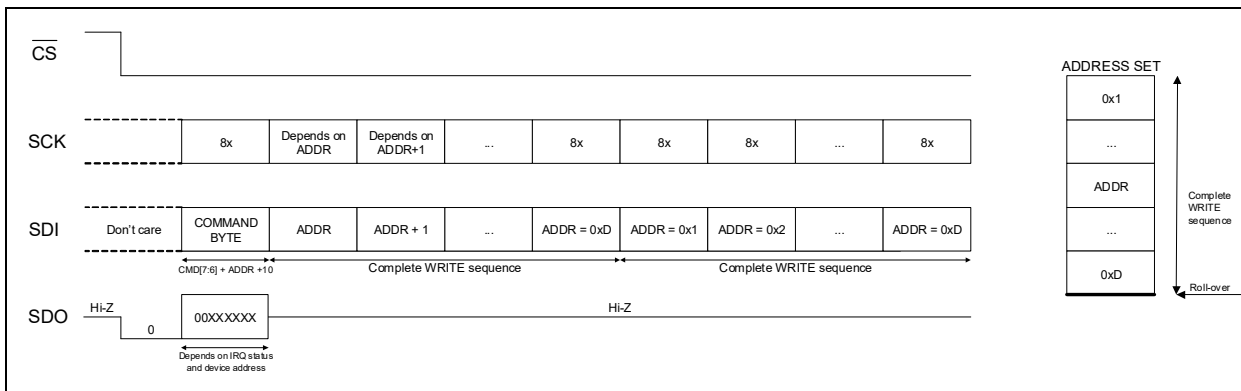 CS
ADDRESS SET
0x1
SCK
8x
Depends on
ADDR
Depends on
ADDR+1
...
8x
8x
8x
...
8x
...
ADDR
Complete
WRITE
sequence
SDI
Don't care
COMMAND
BYTE
ADDR
ADDR + 1
...
ADDR = 0xD
ADDR = 0x1
ADDR = 0x2
...
ADDR = 0xD
...
CMD[7:6] + ADDR +10
Complete WRITE sequence
Complete WRITE sequence
0xD
Roll-over
SDO
Hi-Z
0
00XXXXXX
Hi-Z
Depends on IRQ status
and device address